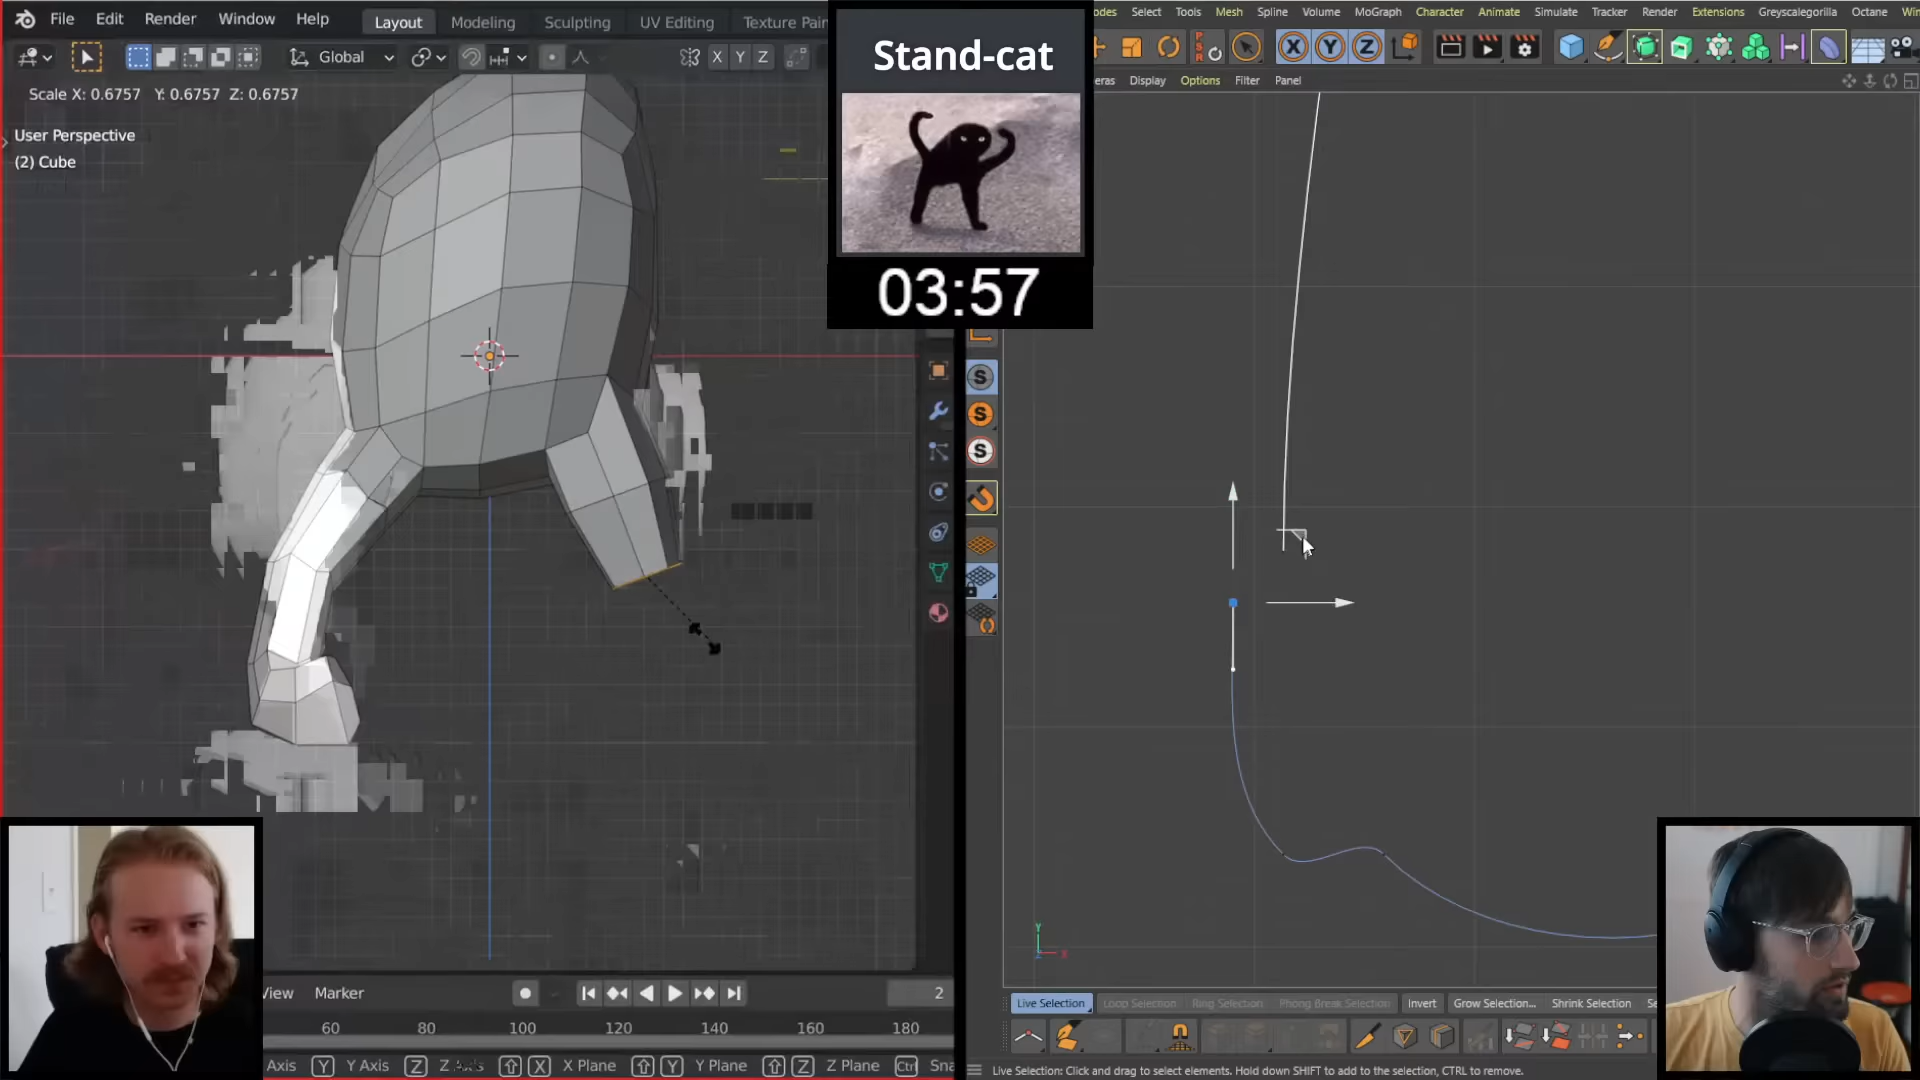 File Edit Render Window Help Layout Modeling Sculpting UV Editing Texture Pain
Global X Y Z
Scale X: 0.6757 Y: 0.6757 Z: 0.6757
User Perspective
(2) Cube
Stand-cat
03:57
odes Select Tools Mesh Spline Volume MoGraph Character Animate Simulate Tracker Render Extensions Greyscalegorilla Octane Win
PSR X Y Z
eras Display Options Filter Panel
S
S
S
Y
X
View Marker 2
60 80 100 120 140 160 180
Axis Y Y Axis Z Z Axis X X Plane Y Y Plane Z Z Plane Ctrl Sna
Live Selection Loop Selection Ring Selection Phong Break Selection Invert Grow Selection... Shrink Selection Se
Live Selection: Click and drag to select elements. Hold down SHIFT to add to the selection, CTRL to remove.